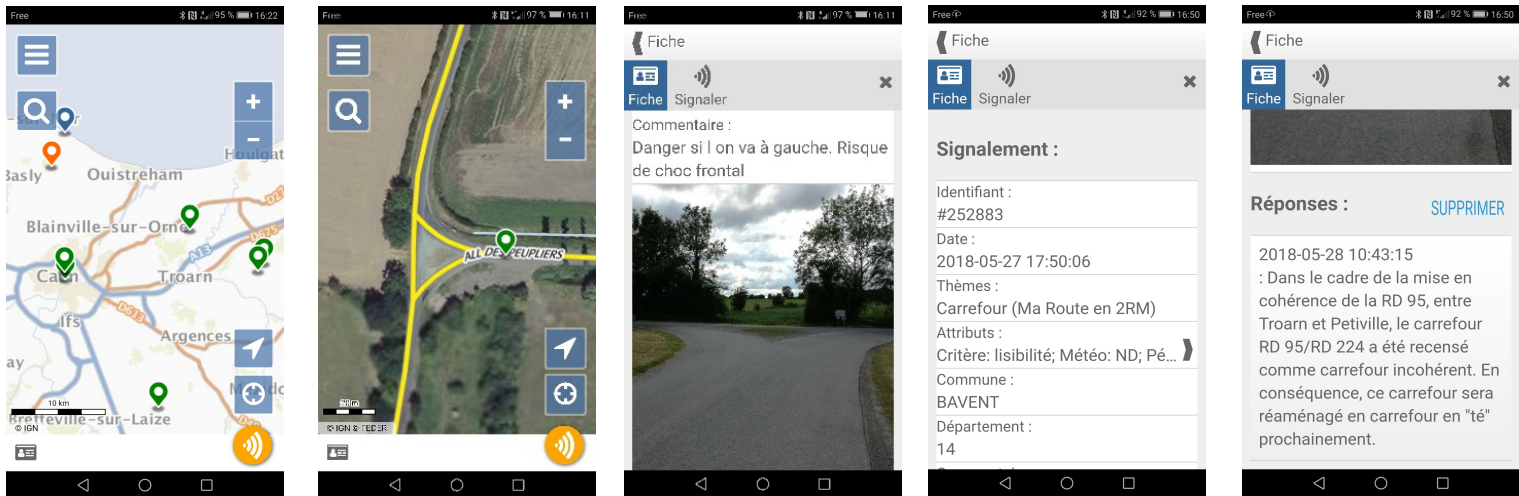 Free 95 % 16:22
Houlgat
Basly
Ouistreham
D27
Blainville-sur-Orne
D675
A13
Caen
Troarn
D613
Ifs
Argences
ay
10 km
Bretteville-sur-Laize
© IGN
Free 97 % 16:11
ALL DES PEUPLIERS
© IGN & FEDER
Free 97 % 16:11
Fiche
Fiche Signaler
Commentaire :
Danger si l on va à gauche. Risque
de choc frontal
Free 92 % 16:50
Fiche
Fiche Signaler
Signalement :
Identifiant :
#252883
Date :
2018-05-27 17:50:06
Thèmes :
Carrefour (Ma Route en 2RM)
Attributs :
Critère: lisibilité; Météo: ND; Pé...
Commune :
BAVENT
Département :
14
Free 92 % 16:50
Fiche
Fiche Signaler
Réponses : SUPPRIMER
2018-05-28 10:43:15
: Dans le cadre de la mise en
cohérence de la RD 95, entre
Troarn et Petiville, le carrefour
RD 95/RD 224 a été recensé
comme carrefour incohérent. En
conséquence, ce carrefour sera
réaménagé en carrefour en "té"
prochainement.